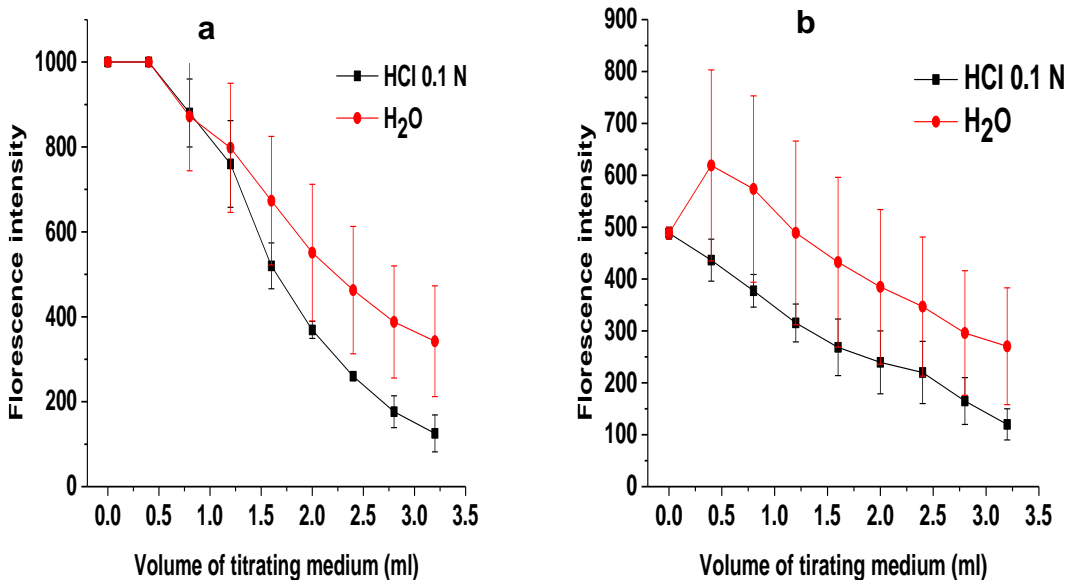 a
HCl 0.1 N
H₂O
Florescence intensity
1000
800
600
400
200
0
0.0 0.5 1.0 1.5 2.0 2.5 3.0 3.5
Volume of titrating medium (ml)
b
HCl 0.1 N
H₂O
Florescence intensity
900
800
700
600
500
400
300
200
100
0
0.0 0.5 1.0 1.5 2.0 2.5 3.0 3.5
Volume of tirating medium (ml)